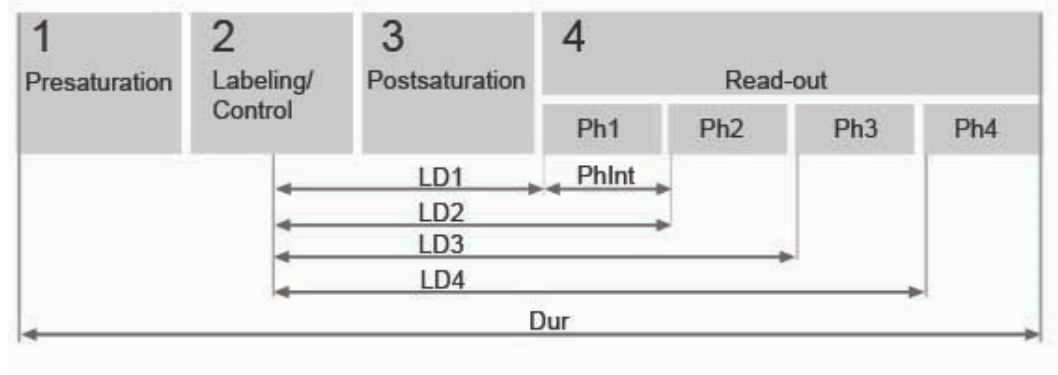 1
Presaturation
2
Labeling/
Control
3
Postsaturation
4
Read-out
Ph1
Ph2
Ph3
Ph4
LD1
PhInt
LD2
LD3
LD4
Dur